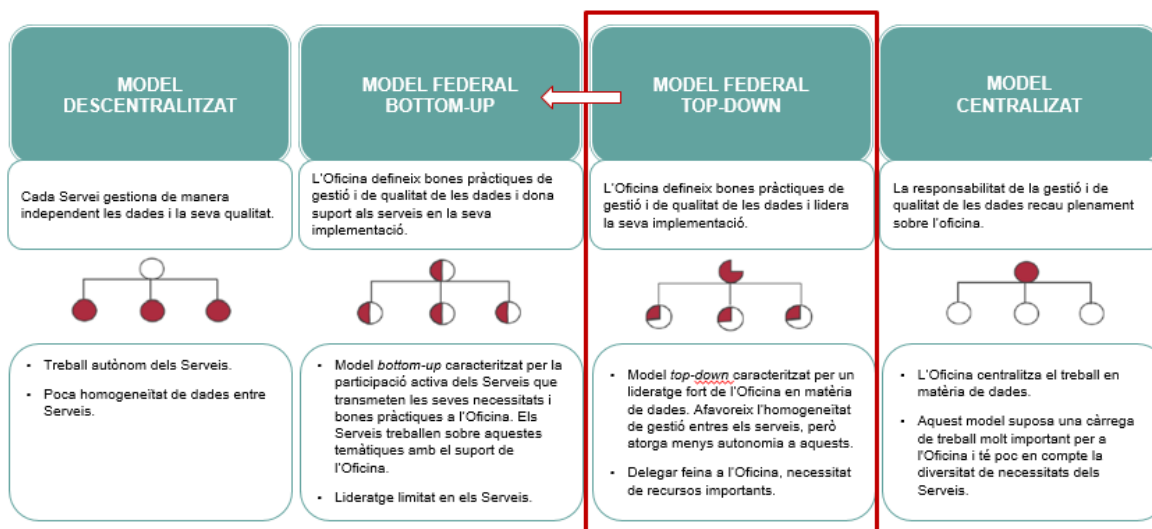 MODEL
DESCENTRALITZAT
Cada Servei gestiona de manera
independent les dades i la seva qualitat.
▪ Treball autònom dels Serveis.
▪ Poca homogeneïtat de dades entre
Serveis.
MODEL FEDERAL
BOTTOM-UP
L'Oficina defineix bones pràctiques de
gestió i de qualitat de les dades i dona
suport als serveis en la seva
implementació.
▪ Model bottom-up caracteritzat per la
participació activa dels Serveis que
transmeten les seves necessitats i
bones pràctiques a l'Oficina. Els
Serveis treballen sobre aquestes
temàtiques amb el suport de
l'Oficina.
▪ Lideratge limitat en els Serveis.
MODEL FEDERAL
TOP-DOWN
L'Oficina defineix bones pràctiques de
gestió i de qualitat de les dades i lidera
la seva implementació.
▪ Model top-down caracteritzat per un
lideratge fort de l'Oficina en matèria
de dades. Afavoreix l'homogeneïtat
de gestió entres els serveis, però
atorga menys autonomia a aquests.
▪ Delegar feina a l'Oficina, necessitat
de recursos importants.
MODEL
CENTRALIZAT
La responsabilitat de la gestió i de
qualitat de les dades recau plenament
sobre l'oficina.
▪ L'Oficina centralitza el treball en
matèria de dades.
▪ Aquest model suposa una càrrega
de treball molt important per a
l'Oficina i té poc en compte la
diversitat de necessitats dels
Serveis.